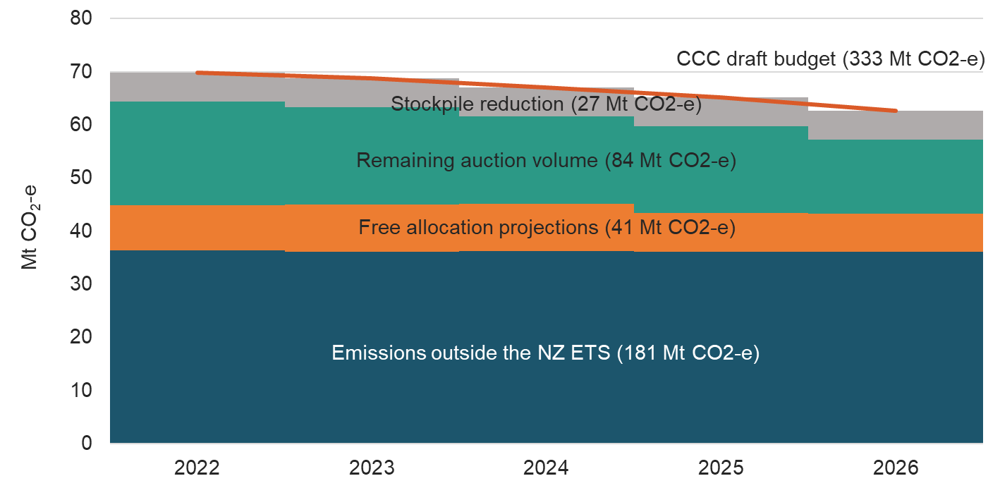 80
CCC draft budget (333 Mt CO2-e)
70
Stockpile reduction (27 Mt CO2-e)
60
Remaining auction volume (84 Mt CO2-e)
50
Mt CO₂-e
40
Free allocation projections (41 Mt CO2-e)
30
20
Emissions outside the NZ ETS (181 Mt CO2-e)
10
0
2022 2023 2024 2025 2026